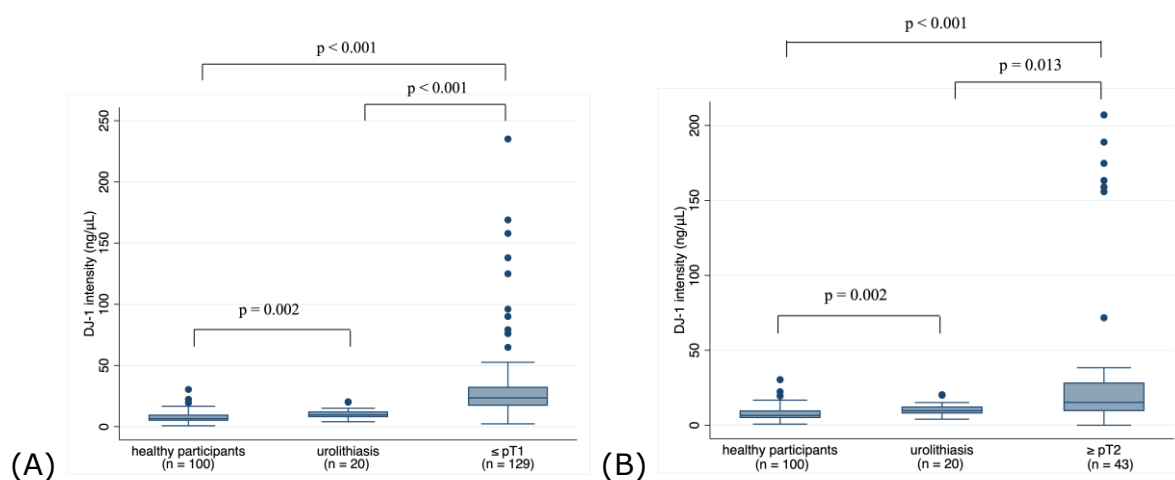 p < 0.001
p < 0.001
p = 0.002
DJ-1 intensity (ng/µL)
250
200
150
100
50
0
healthy participants
(n = 100)
urolithiasis
(n = 20)
≤ pT1
(n = 129)
(A)
p < 0.001
p = 0.013
p = 0.002
DJ-1 intensity (ng/µL)
200
150
100
50
0
healthy participants
(n = 100)
urolithiasis
(n = 20)
≥ pT2
(n = 43)
(B)